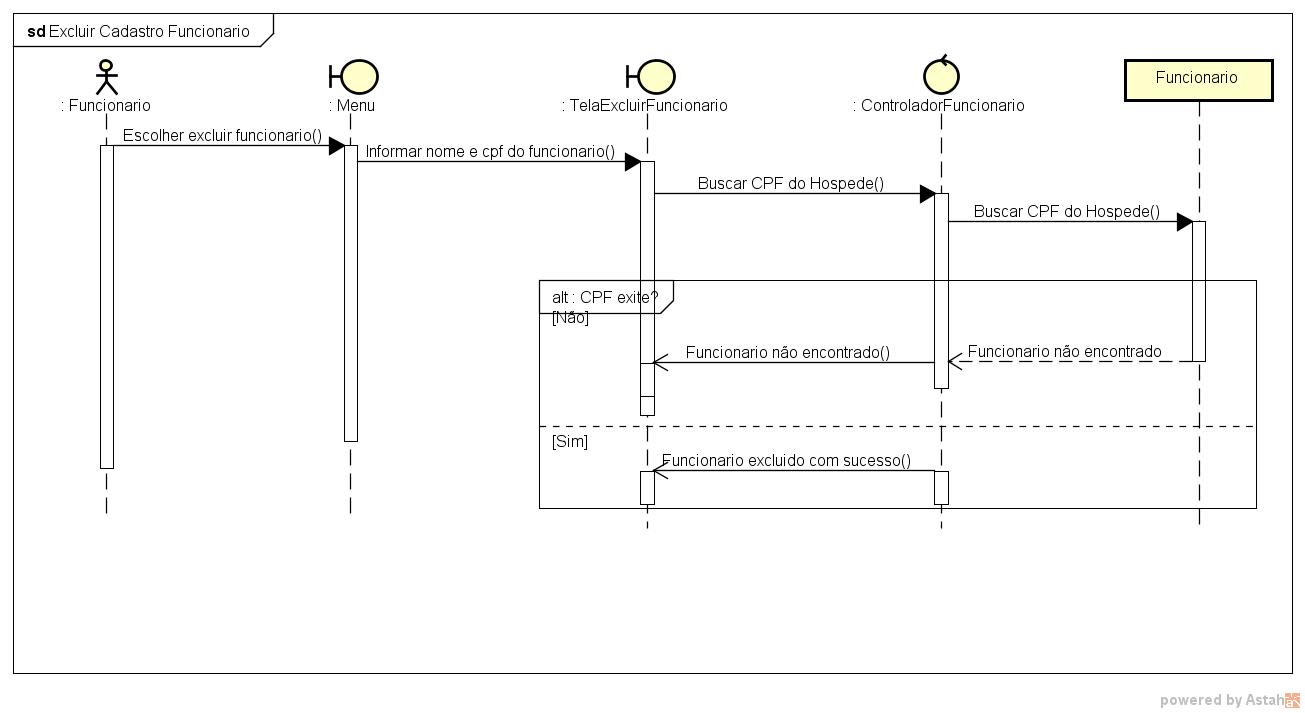 sd Excluir Cadastro Funcionario
: Funcionario
: Menu
: TelaExcluirFuncionario
: ControladorFuncionario
Funcionario
Escolher excluir funcionario()
Informar nome e cpf do funcionario()
Buscar CPF do Hospede()
Buscar CPF do Hospede()
alt : CPF exite?
[Não]
Funcionario não encontrado()
Funcionario não encontrado
[Sim]
Funcionario excluido com sucesso()
powered by Astah